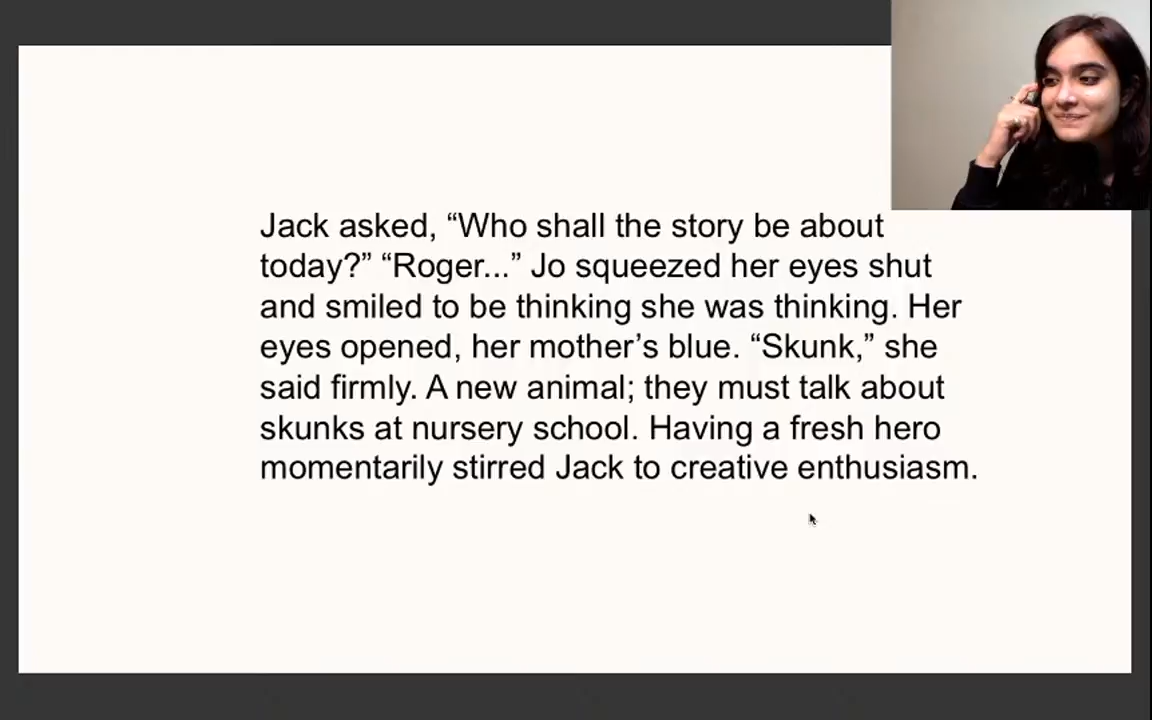 Jack asked, “Who shall the story be about
today?” “Roger...” Jo squeezed her eyes shut
and smiled to be thinking she was thinking. Her
eyes opened, her mother’s blue. “Skunk,” she
said firmly. A new animal; they must talk about
skunks at nursery school. Having a fresh hero
momentarily stirred Jack to creative enthusiasm.